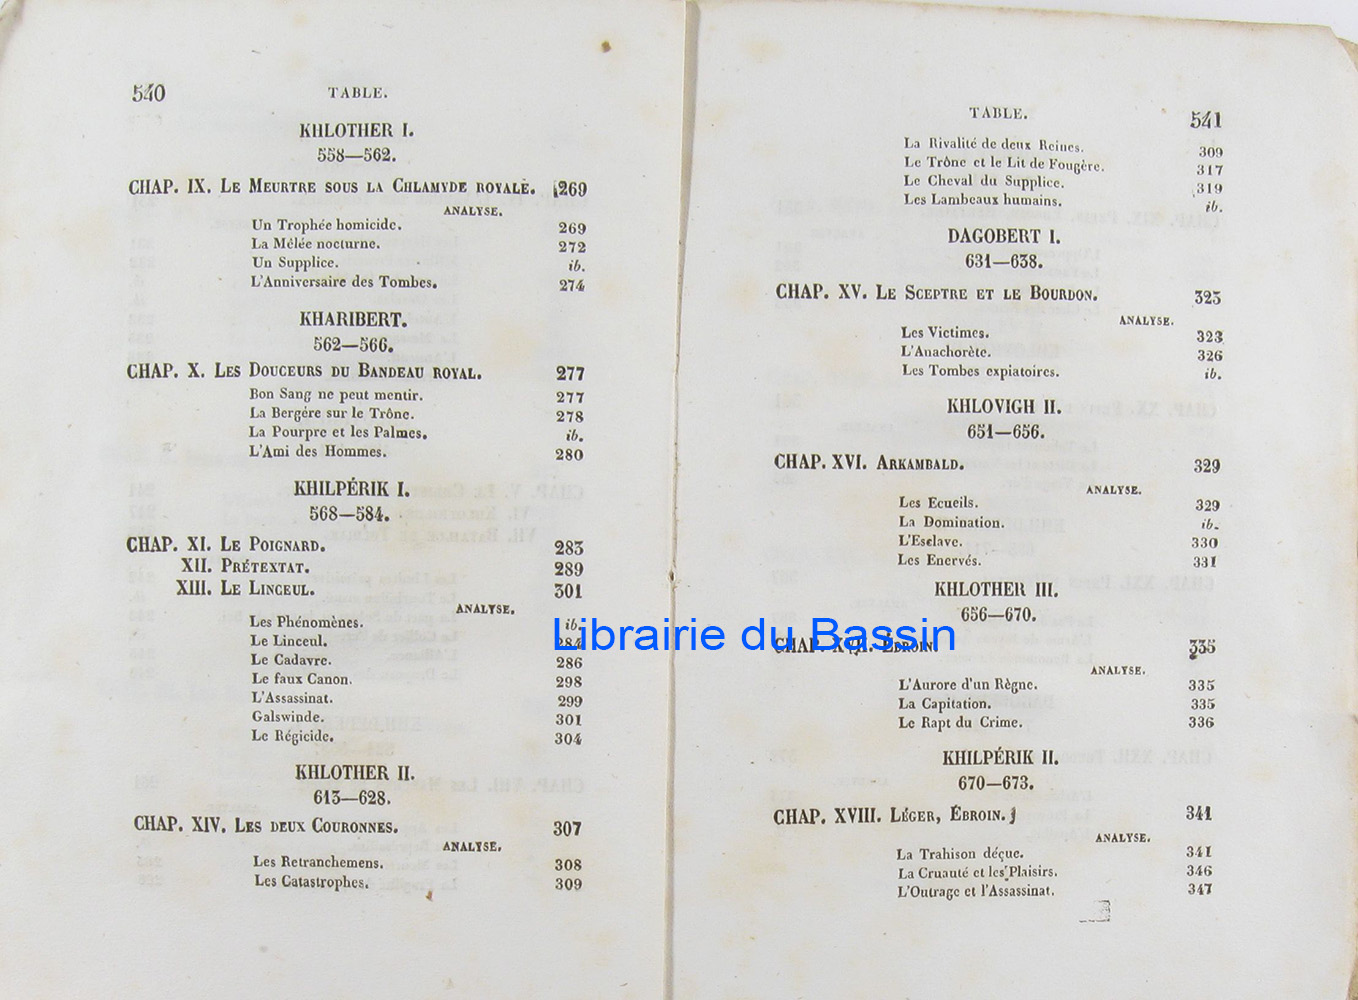 540 TABLE.
KHLOTHER I.
558—562.
CHAP. IX. LE MEURTRE SOUS LA CHLAMYDE ROYALE. 269
ANALYSE.
Un Trophée homicide. 269
La Mêlée nocturne. 272
Un Supplice. ib.
L'Anniversaire des Tombes. 274
KHARIBERT.
562—566.
CHAP. X. LES DOUCEURS DU BANDEAU ROYAL. 277
Bon Sang ne peut mentir. 277
La Bergère sur le Trône. 278
La Pourpre et les Palmes. ib.
L'Ami des Hommes. 280
KHILPÉRIK I.
568—584.
CHAP. XI. LE POIGNARD. 283
XII. PRÉTEXTAT. 289
XIII. LE LINCEUL. 301
ANALYSE.
Les Phénomènes. ib.
Le Linceul. 284
Le Cadavre. 286
Le faux Canon. 298
L'Assassinat. 299
Galswinde. 301
Le Régicide. 304
KHLOTHER II.
613—628.
CHAP. XIV. LES DEUX COURONNES. 307
ANALYSE.
Les Retranchemens. 308
Les Catastrophes. 309
TABLE. 541
La Rivalité de deux Reines. 309
Le Trône et le Lit de Fougère. 317
Le Cheval du Supplice. 319
Les Lambeaux humains. ib.
DAGOBERT I.
631—638.
CHAP. XV. LE SCEPTRE ET LE BOURDON. 323
ANALYSE.
Les Victimes. 323
L'Anachorète. 326
Les Tombes expiatoires. ib.
KHLOVIGH II.
651—656.
CHAP. XVI. ARKAMBALD. 329
ANALYSE.
Les Ecueils. 329
La Domination. ib.
L'Esclave. 330
Les Enervés. 331
KHLOTHER III.
656—670.
CHAP. XVII. ÉBROIN. 335
ANALYSE.
L'Aurore d'un Règne. 335
La Capitation. 335
Le Rapt du Crime. 336
KHILPÉRIK II.
670—673.
CHAP. XVIII. LÉGER, ÉBROIN. 341
ANALYSE.
La Trahison déçue. 341
La Cruauté et les Plaisirs. 346
L'Outrage et l'Assassinat. 347
Librairie du Bassin